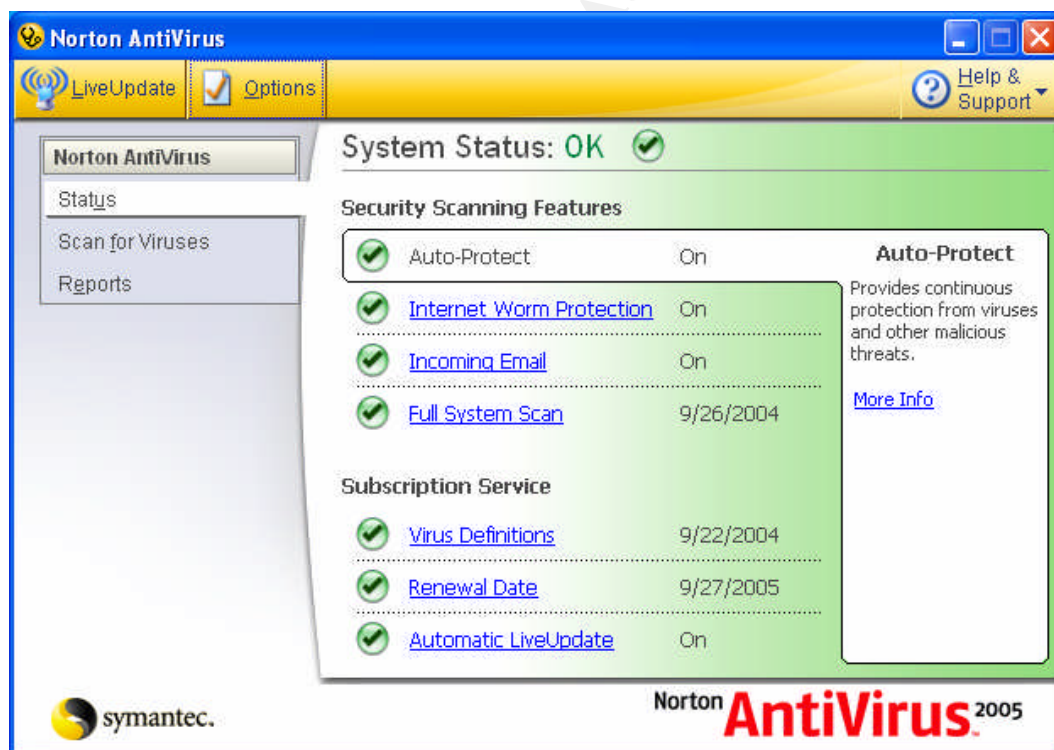 Norton AntiVirus
LiveUpdate Options Help & Support
Norton AntiVirus
Status
Scan for Viruses
Reports
System Status: OK
Security Scanning Features
Auto-Protect On
Internet Worm Protection On
Incoming Email On
Full System Scan 9/26/2004
Subscription Service
Virus Definitions 9/22/2004
Renewal Date 9/27/2005
Automatic LiveUpdate On
Auto-Protect
Provides continuous
protection from viruses
and other malicious
threats.
More Info
symantec.
Norton AntiVirus 2005